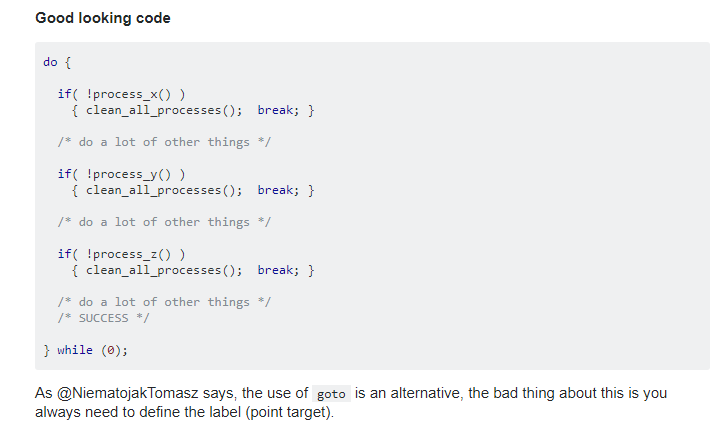 Good looking code
do {
if( !process_x() )
{ clean_all_processes();  break; }
/* do a lot of other things */
if( !process_y() )
{ clean_all_processes();  break; }
/* do a lot of other things */
if( !process_z() )
{ clean_all_processes();  break; }
/* do a lot of other things */
/* SUCCESS */
} while (0);
As @NiematojakTomasz says, the use of goto is an alternative, the bad thing about this is you
always need to define the label (point target).